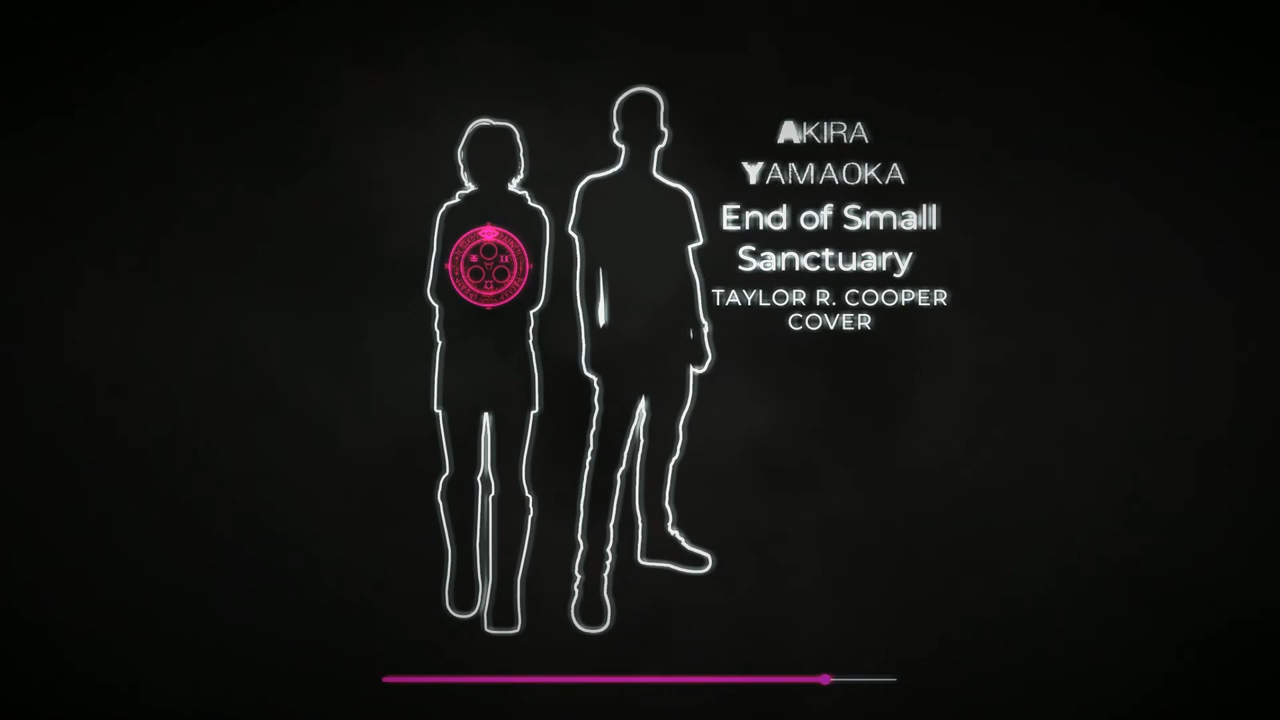 AKIRA
YAMAOKA
End of Small
Sanctuary
TAYLOR R. COOPER
COVER